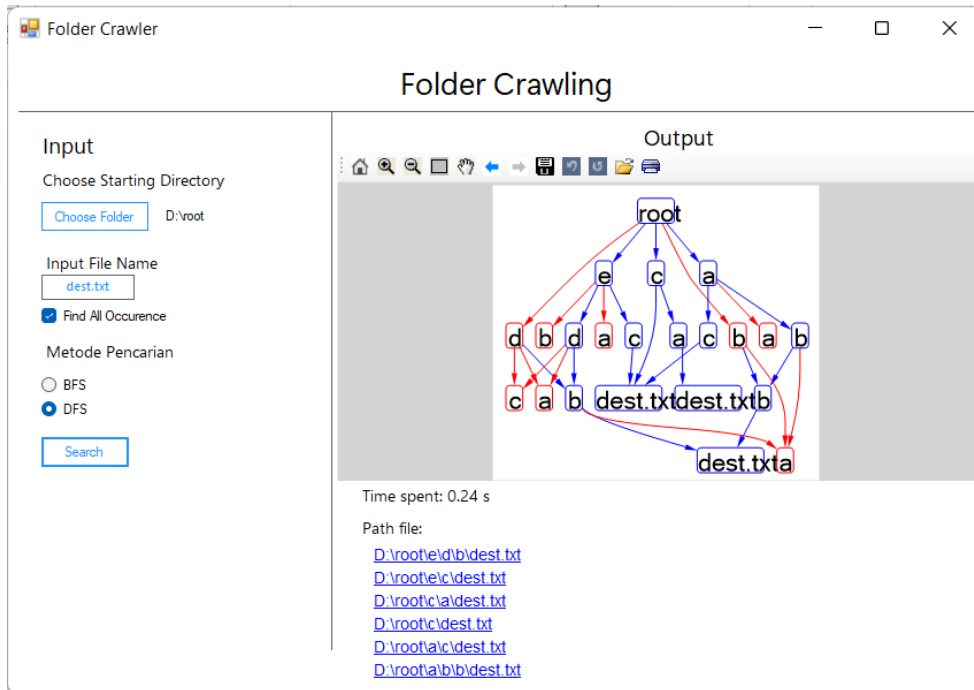 Folder Crawler
Folder Crawling
Input
Choose Starting Directory
Choose Folder D:\root
Input File Name
dest.txt
Find All Occurence
Metode Pencarian
BFS
DFS
Search
Output
root
e c a
d b d a c a c b a b
c a b dest.txt dest.txt b
dest.txt a
Time spent: 0.24 s
Path file:
D:\root\e\d\b\dest.txt
D:\root\e\c\dest.txt
D:\root\c\a\dest.txt
D:\root\c\dest.txt
D:\root\a\c\dest.txt
D:\root\a\b\b\dest.txt